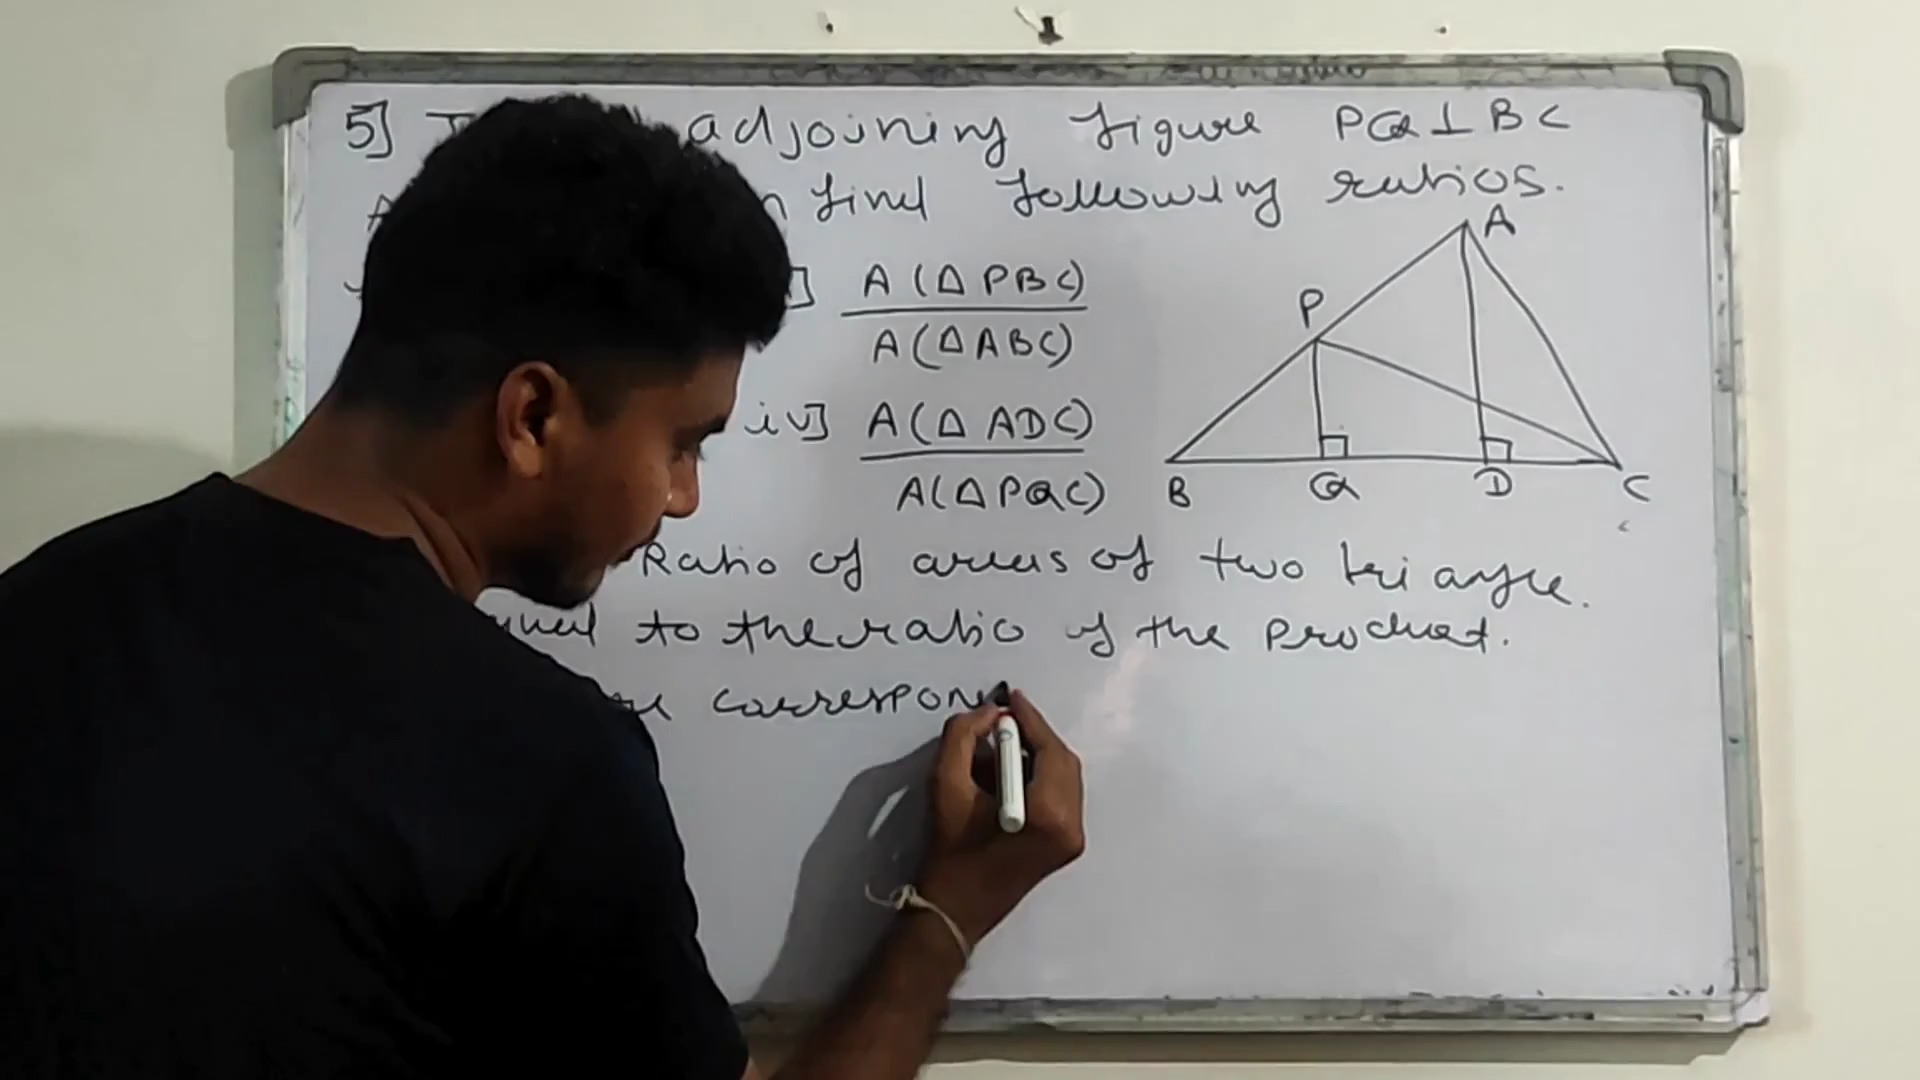 5] adjoining figure PQ⊥BC
find following ratios.
A(△PBC)
A(△ABC)
iv] A(△ADC)
A(△PQC)
A
P
B Q D C
Ratio of areas of two triangle.
to the ratio of the product.
correspon